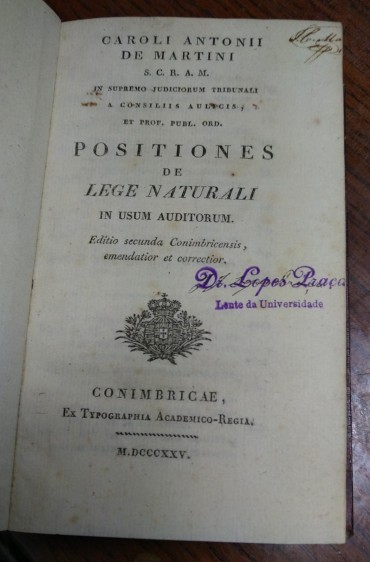 CAROLI ANTONII
DE MARTINI
S. C. R. A. M.
IN SUPREMO JUDICIORUM TRIBUNALI
A CONSILIIS AULICIS,
ET PROF. PUBL. ORD.
POSITIONES
DE
LEGE NATURALI
IN USUM AUDITORUM.
Editio secunda Conimbricensis,
emendatior et correctior.
Dr. Lopes Praça
Lente da Universidade
CONIMBRICAE,
EX TYPOGRAPHIA ACADEMICO-REGIA.
M.DCCCXXV.